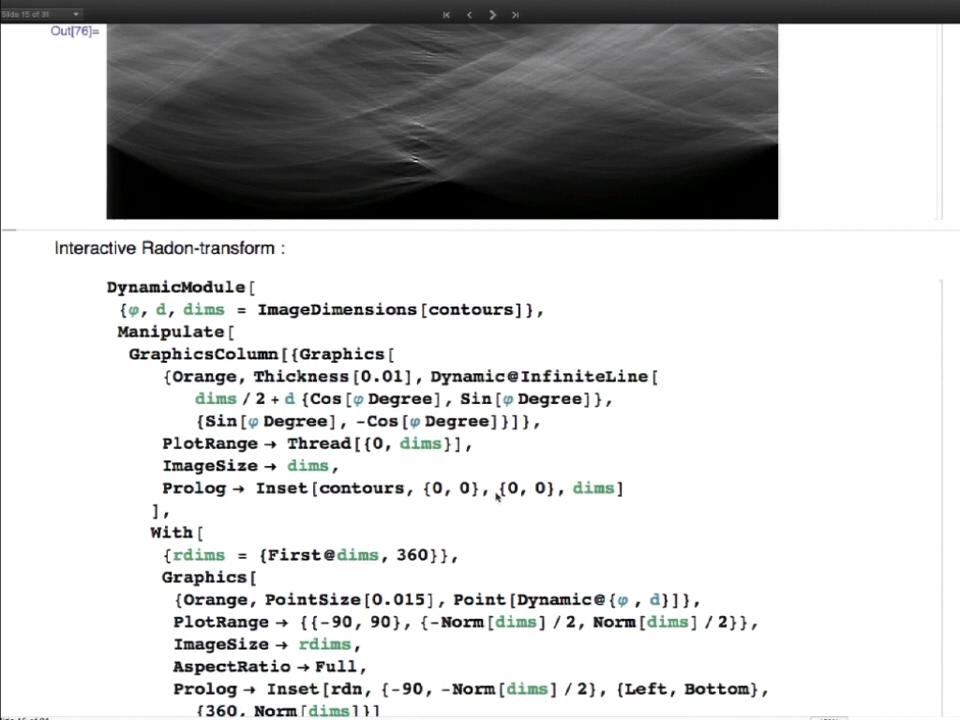 Slide 15 of 31
Out[76]=
Interactive Radon-transform :
DynamicModule[
{φ, d, dims = ImageDimensions[contours]},
Manipulate[
GraphicsColumn[{Graphics[
{Orange, Thickness[0.01], Dynamic@InfiniteLine[
dims / 2 + d {Cos[φ Degree], Sin[φ Degree]},
{Sin[φ Degree], -Cos[φ Degree]}]},
PlotRange → Thread[{0, dims}],
ImageSize → dims,
Prolog → Inset[contours, {0, 0}, {0, 0}, dims]
],
With[
{rdims = {First@dims, 360}},
Graphics[
{Orange, PointSize[0.015], Point[Dynamic@{φ, d}]},
PlotRange → {{-90, 90}, {-Norm[dims] / 2, Norm[dims] / 2}},
ImageSize → rdims,
AspectRatio → Full,
Prolog → Inset[rdn, {-90, -Norm[dims] / 2}, {Left, Bottom},
{360, Norm[dims]}]